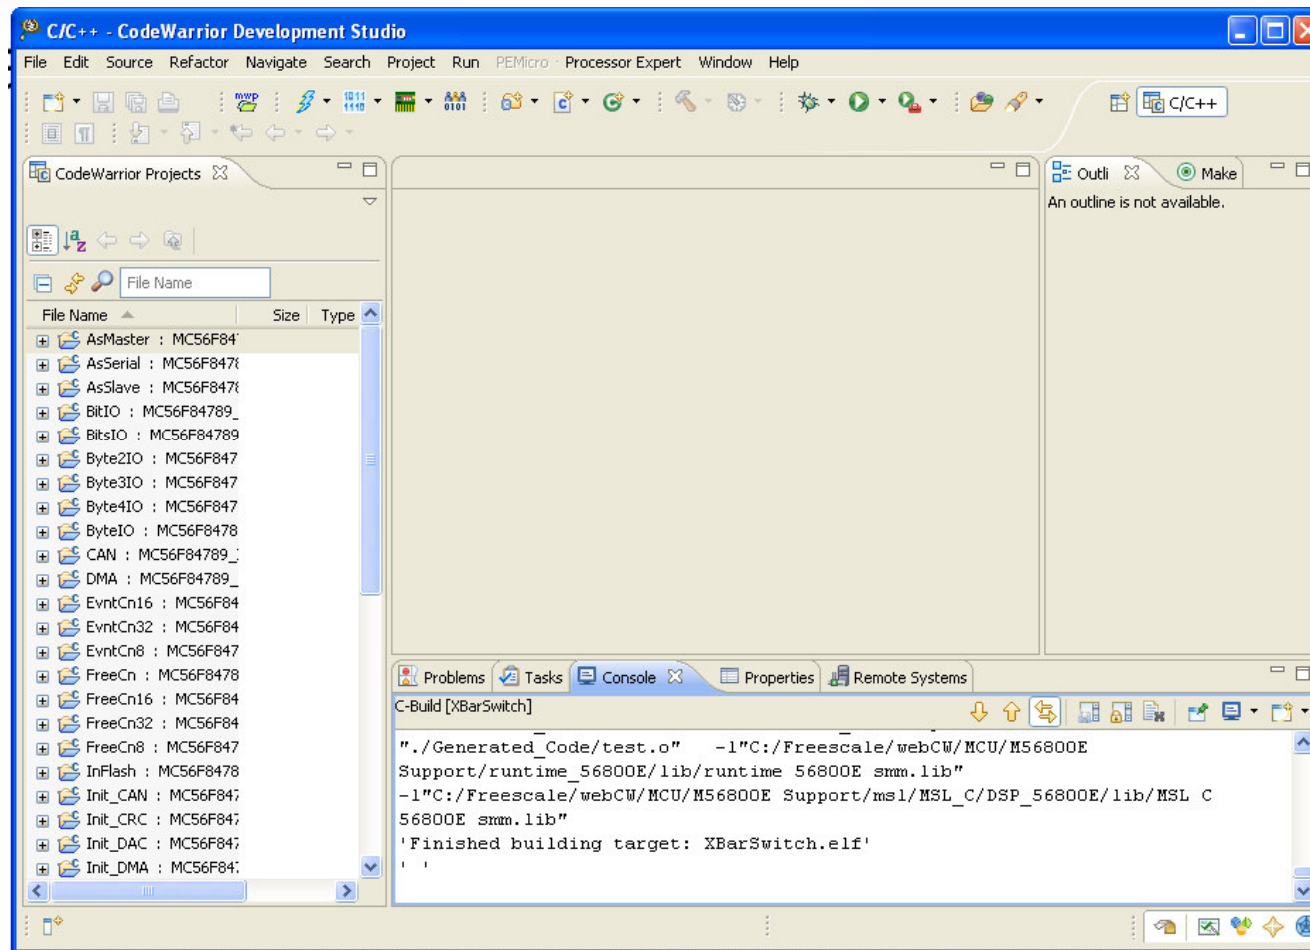 C/C++ - CodeWarrior Development Studio
File Edit Source Refactor Navigate Search Project Run PEMicro Processor Expert Window Help
C/C++
CodeWarrior Projects
Outli
Make
An outline is not available.
File Name
File Name Size Type
AsMaster : MC56F84
AsSerial : MC56F847
AsSlave : MC56F847
BitIO : MC56F84789_
BitsIO : MC56F84789
Byte2IO : MC56F847
Byte3IO : MC56F847
Byte4IO : MC56F847
ByteIO : MC56F8478
CAN : MC56F84789_
DMA : MC56F84789_
EvntCn16 : MC56F84
EvntCn32 : MC56F84
EvntCn8 : MC56F847
FreeCn : MC56F8478
FreeCn16 : MC56F84
FreeCn32 : MC56F84
FreeCn8 : MC56F847
InFlash : MC56F8478
Init_CAN : MC56F847
Init_CRC : MC56F847
Init_DAC : MC56F847
Init_DMA : MC56F84
Problems Tasks Console Properties Remote Systems
C-Build [XBarSwitch]
"./Generated_Code/test.o" -l"C:/Freescale/webCW/MCU/M56800E
Support/runtime_56800E/lib/runtime 56800E smm.lib"
-l"C:/Freescale/webCW/MCU/M56800E Support/msl/MSL_C/DSP_56800E/lib/MSL C
56800E smm.lib"
'Finished building target: XBarSwitch.elf'
' '